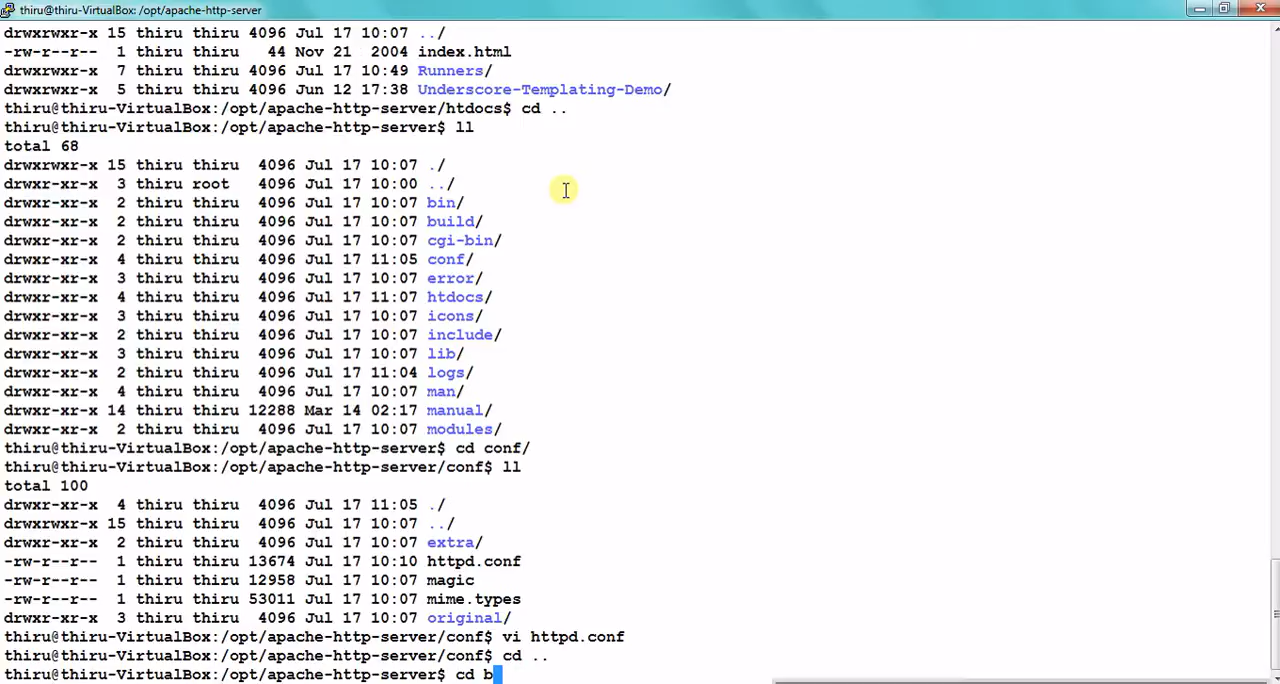 thiru@thiru-VirtualBox: /opt/apache-http-server
drwxrwxr-x 15 thiru thiru 4096 Jul 17 10:07 ../
-rw-r--r-- 1 thiru thiru 44 Nov 21 2004 index.html
drwxrwxr-x 7 thiru thiru 4096 Jul 17 10:49 Runners/
drwxrwxr-x 5 thiru thiru 4096 Jun 12 17:38 Underscore-Templating-Demo/
thiru@thiru-VirtualBox:/opt/apache-http-server/htdocs$ cd ..
thiru@thiru-VirtualBox:/opt/apache-http-server$ ll
total 68
drwxrwxr-x 15 thiru thiru 4096 Jul 17 10:07 ./
drwxr-xr-x 3 thiru root 4096 Jul 17 10:00 ../
drwxr-xr-x 2 thiru thiru 4096 Jul 17 10:07 bin/
drwxr-xr-x 2 thiru thiru 4096 Jul 17 10:07 build/
drwxr-xr-x 2 thiru thiru 4096 Jul 17 10:07 cgi-bin/
drwxr-xr-x 4 thiru thiru 4096 Jul 17 11:05 conf/
drwxr-xr-x 3 thiru thiru 4096 Jul 17 10:07 error/
drwxr-xr-x 4 thiru thiru 4096 Jul 17 11:07 htdocs/
drwxr-xr-x 3 thiru thiru 4096 Jul 17 10:07 icons/
drwxr-xr-x 2 thiru thiru 4096 Jul 17 10:07 include/
drwxr-xr-x 3 thiru thiru 4096 Jul 17 10:07 lib/
drwxr-xr-x 2 thiru thiru 4096 Jul 17 11:04 logs/
drwxr-xr-x 4 thiru thiru 4096 Jul 17 10:07 man/
drwxr-xr-x 14 thiru thiru 12288 Mar 14 02:17 manual/
drwxr-xr-x 2 thiru thiru 4096 Jul 17 10:07 modules/
thiru@thiru-VirtualBox:/opt/apache-http-server$ cd conf/
thiru@thiru-VirtualBox:/opt/apache-http-server/conf$ ll
total 100
drwxr-xr-x 4 thiru thiru 4096 Jul 17 11:05 ./
drwxrwxr-x 15 thiru thiru 4096 Jul 17 10:07 ../
drwxr-xr-x 2 thiru thiru 4096 Jul 17 10:07 extra/
-rw-r--r-- 1 thiru thiru 13674 Jul 17 10:10 httpd.conf
-rw-r--r-- 1 thiru thiru 12958 Jul 17 10:07 magic
-rw-r--r-- 1 thiru thiru 53011 Jul 17 10:07 mime.types
drwxr-xr-x 3 thiru thiru 4096 Jul 17 10:07 original/
thiru@thiru-VirtualBox:/opt/apache-http-server/conf$ vi httpd.conf
thiru@thiru-VirtualBox:/opt/apache-http-server/conf$ cd ..
thiru@thiru-VirtualBox:/opt/apache-http-server$ cd b